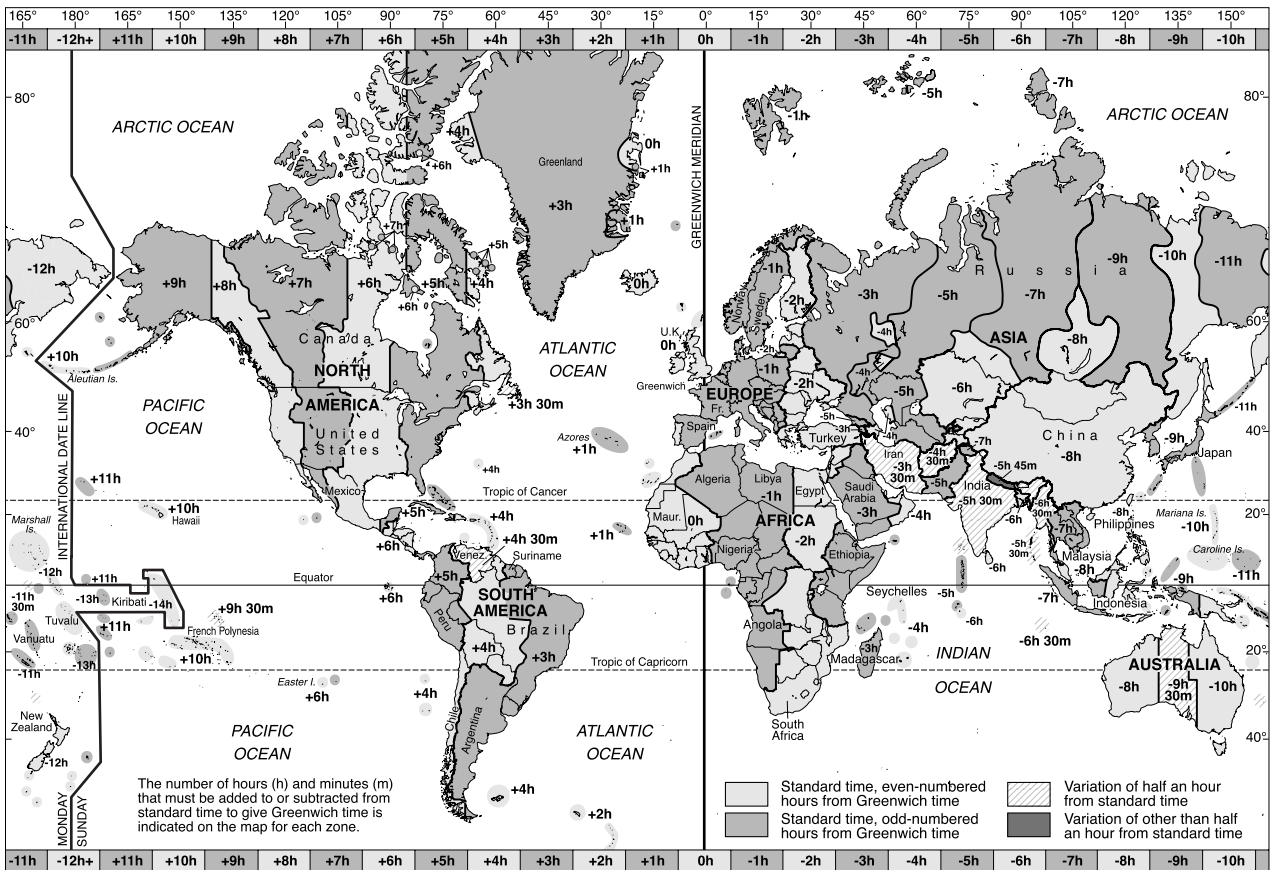 165° 180° 165° 150° 135° 120° 105° 90° 75° 60° 45° 30° 15° 0° 15° 30° 45° 60° 75° 90° 105° 120° 135° 150°
-11h -12h+ +11h +10h +9h +8h +7h +6h +5h +4h +3h +2h +1h 0h -1h -2h -3h -4h -5h -6h -7h -8h -9h -10h
80°
80°
60°
60°
40°
40°
20°
20°
20°
40°
ARCTIC OCEAN
ARCTIC OCEAN
GREENWICH MERIDIAN
INTERNATIONAL DATE LINE
MONDAY
SUNDAY
-12h
+10h
Aleutian Is.
+9h
+8h
+7h
+6h
+5h
+4h
+7h
+6h
+6h
+5h
+4h
Greenland
+3h
0h
+1h
+1h
0h
Canada
NORTH
AMERICA
United
States
Mexico
+3h 30m
PACIFIC
OCEAN
ATLANTIC
OCEAN
Azores
+1h
+4h
Tropic of Cancer
+11h
+10h
Hawaii
+5h
+4h
+4h 30m
+6h
Venez.
Suriname
+1h
Marshall
Is.
-12h
+11h
Equator
+6h
-11h
30m
-13h
Kiribati
-14h
Tuvalu
+11h
Vanuatu
-11h
-13h
+9h 30m
French Polynesia
+10h
+5h
SOUTH
AMERICA
Peru
Brazil
+4h
+3h
Tropic of Capricorn
Easter I.
+6h
+4h
Chile
Argentina
New
Zealand
-12h
PACIFIC
OCEAN
ATLANTIC
OCEAN
+4h
+2h
-1h
-5h
-7h
-1h
-2h
Norway
Sweden
-2h
-3h
-4h
-4h
-5h
-7h
-9h
-10h
-11h
Russia
ASIA
-8h
U.K.
0h
Greenwich
EUROPE
-1h
-2h
Fr.
Spain
-5h
-6h
-5h
-3h
-4h
Turkey
Iran
-3h
30m
-4h
30m
-7h
-5h
-5h 45m
China
-8h
-9h
Japan
-11h
Algeria
Libya
-1h
Egypt
Saudi
Arabia
-3h
-4h
India
-5h 30m
-6h
30m
-6h
-5h
30m
-6h
-7h
-8h
Philippines
Mariana Is.
-10h
Maur.
0h
AFRICA
-2h
Nigeria
Ethiopia
Malaysia
-8h
Caroline Is.
-11h
-9h
Seychelles
-5h
-7h
Indonesia
-6h
-4h
-6h 30m
Angola
Madagascar
-3h
INDIAN
OCEAN
South
Africa
AUSTRALIA
-8h
-9h
30m
-10h
The number of hours (h) and minutes (m)
that must be added to or subtracted from
standard time to give Greenwich time is
indicated on the map for each zone.
Standard time, even-numbered
hours from Greenwich time
Standard time, odd-numbered
hours from Greenwich time
Variation of half an hour
from standard time
Variation of other than half
an hour from standard time
-11h -12h+ +11h +10h +9h +8h +7h +6h +5h +4h +3h +2h +1h 0h -1h -2h -3h -4h -5h -6h -7h -8h -9h -10h